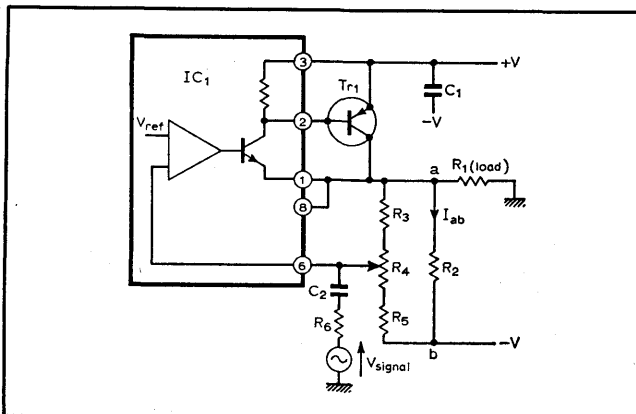 IC1
3
+V
Tr1
C1
-V
2
Vref
1
a
R1(load)
8
R3
Iab
6
R4
R2
C2
R5
R6
-V
b
Vsignal